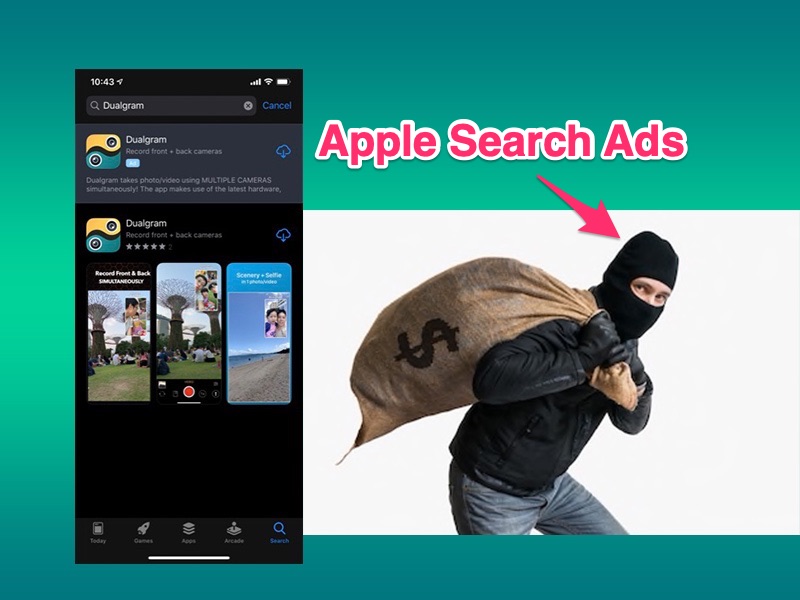 10:43
Dualgram
Cancel
Dualgram
Record front + back cameras
Ad
Dualgram takes photo/video using MULTIPLE CAMERAS
simultaneously! The app makes use of the latest hardware,
Dualgram
Record front + back cameras
2
Record Front & Back
SIMULTANEOUSLY
Scenery + Selfie
in 1 photo/video
Today
Games
Apps
Arcade
Search
Apple Search Ads
$